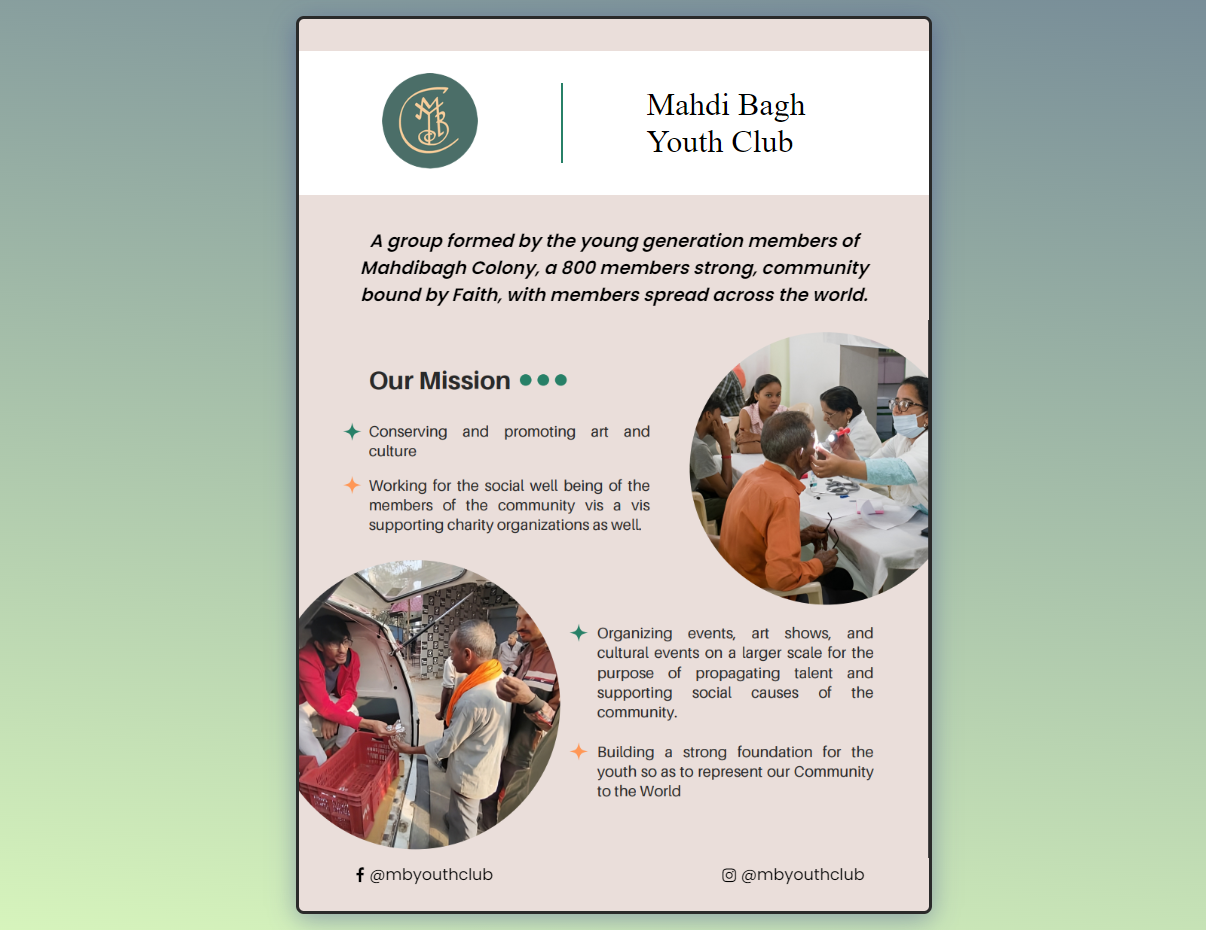 MB
Mahdi Bagh
Youth Club
A group formed by the young generation members of
Mahdibagh Colony, a 800 members strong, community
bound by Faith, with members spread across the world.
Our Mission
Conserving and promoting art and
culture
Working for the social well being of the
members of the community vis a vis
supporting charity organizations as well.
Organizing events, art shows, and
cultural events on a larger scale for the
purpose of propagating talent and
supporting social causes of the
community.
Building a strong foundation for the
youth so as to represent our Community
to the World
@mbyouthclub
@mbyouthclub